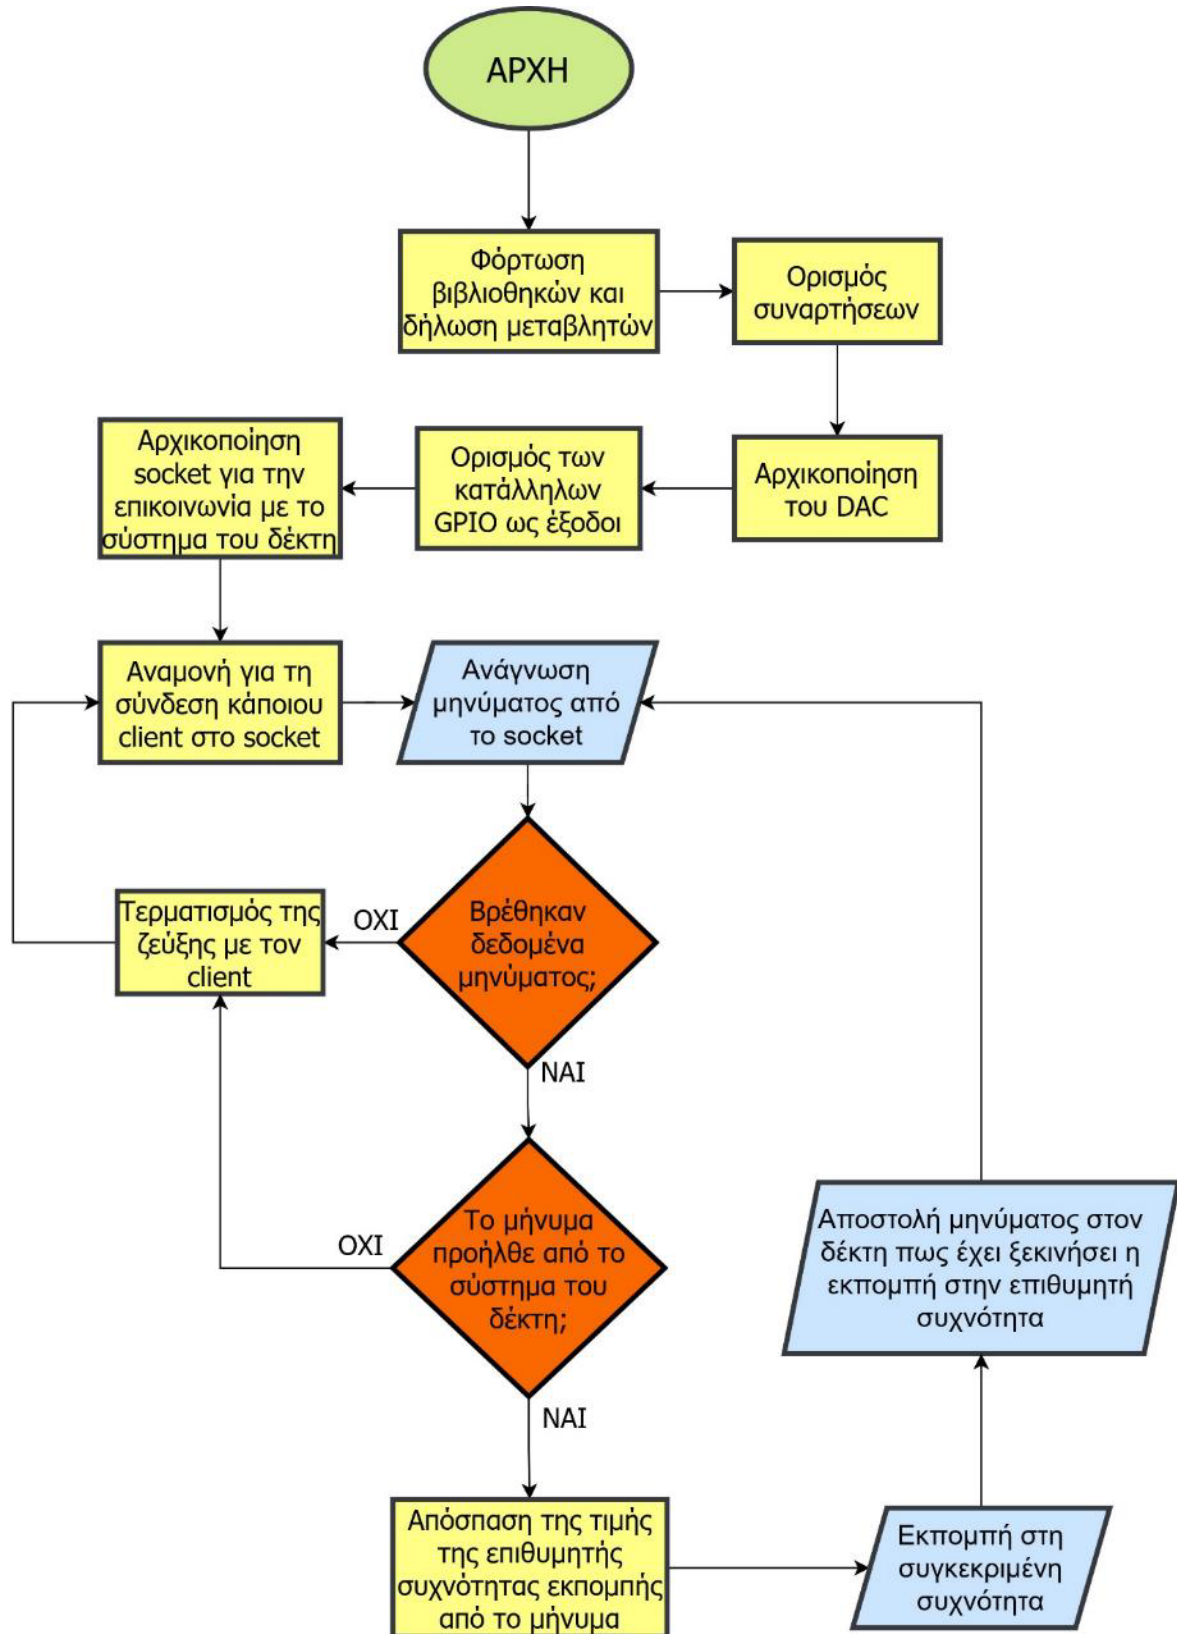 ΑΡΧΗ
Φόρτωση
βιβλιοθηκών και
δήλωση μεταβλητών
Ορισμός
συναρτήσεων
Αρχικοποίηση
του DAC
Ορισμός των
κατάλληλων
GPIO ως έξοδοι
Αρχικοποίηση
socket για την
επικοινωνία με το
σύστημα του δέκτη
Αναμονή για τη
σύνδεση κάποιου
client στο socket
Ανάγνωση
μηνύματος από
το socket
Βρέθηκαν
δεδομένα
μηνύματος;
ΟΧΙ
Τερματισμός της
ζεύξης με τον
client
ΝΑΙ
Το μήνυμα
προήλθε από το
σύστημα του
δέκτη;
ΟΧΙ
ΝΑΙ
Απόσπαση της τιμής
της επιθυμητής
συχνότητας εκπομπής
από το μήνυμα
Εκπομπή στη
συγκεκριμένη
συχνότητα
Αποστολή μηνύματος στον
δέκτη πως έχει ξεκινήσει η
εκπομπή στην επιθυμητή
συχνότητα